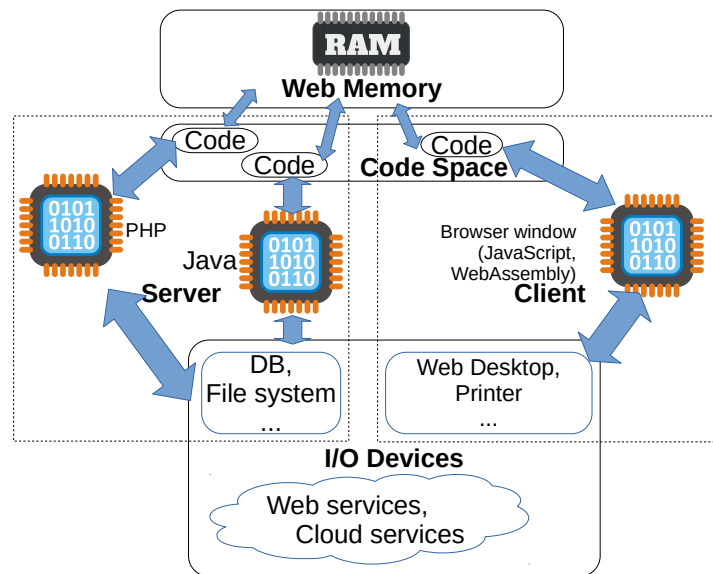 RAM
Web Memory
Code
Code
Code
Code Space
0101
1010
0110
PHP
Java
0101
1010
0110
Server
Browser window
(JavaScript,
WebAssembly)
0101
1010
0110
Client
DB,
File system
...
Web Desktop,
Printer
...
I/O Devices
Web services,
Cloud services